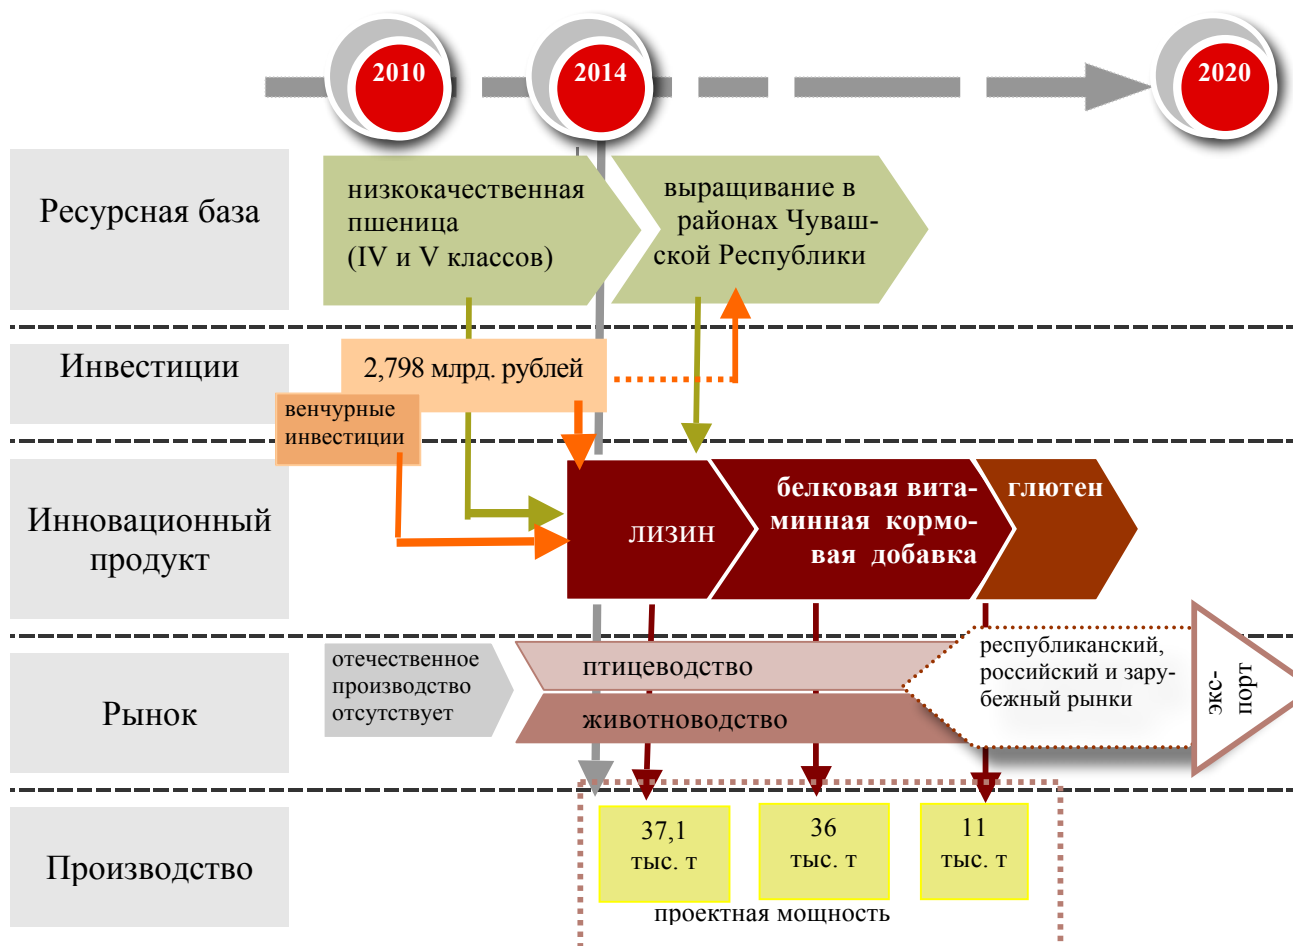 2010
2014
2020
Ресурсная база
низкокачественная
пшеница
(IV и V классов)
выращивание в
районах Чуваш-
ской Республики
Инвестиции
2,798 млрд. рублей
венчурные
инвестиции
Инновационный
продукт
лизин
белковая вита-
минная кормо-
вая добавка
глютен
Рынок
отечественное
производство
отсутствует
птицеводство
животноводство
республиканский,
российский и зару-
бежный рынки
экс-
порт
Производство
37,1
тыс. т
36
тыс. т
11
тыс. т
проектная мощность